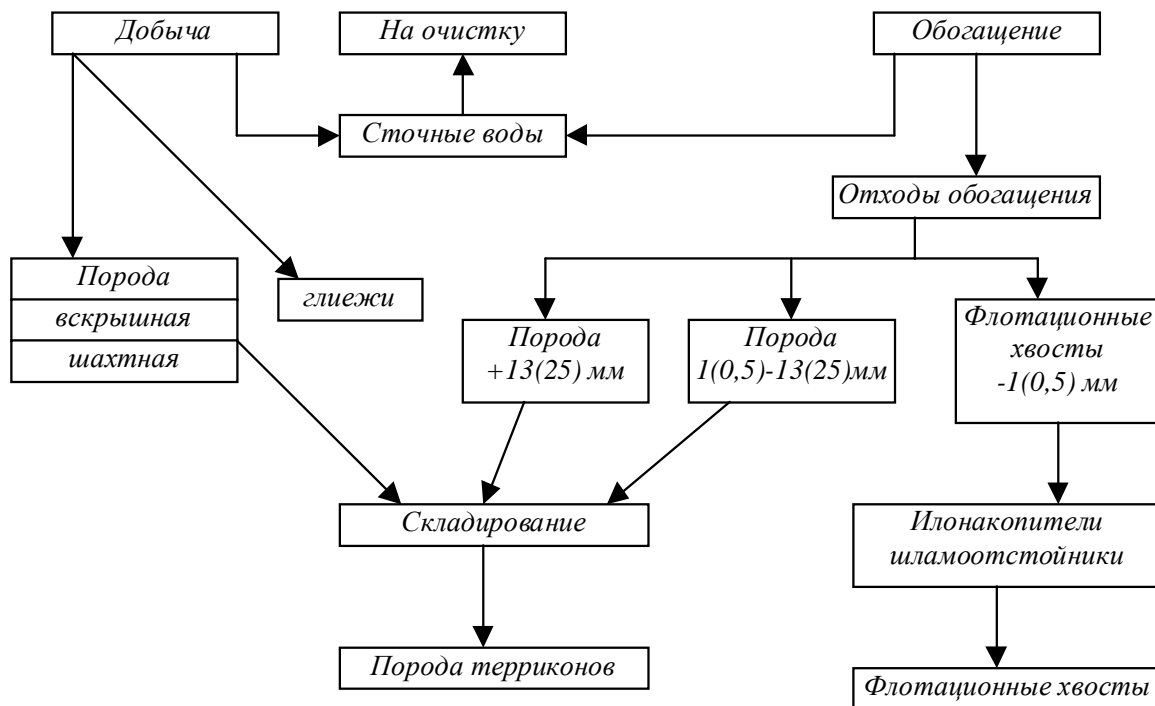 Добыча
На очистку
Обогащение
Сточные воды
Отходы обогащения
Порода
вскрышная
шахтная
глиежи
Порода
+13(25) мм
Порода
1(0,5)-13(25)мм
Флотационные
хвосты
-1(0,5) мм
Складирование
Илонакопители
шламоотстойники
Порода терриконов
Флотационные хвосты